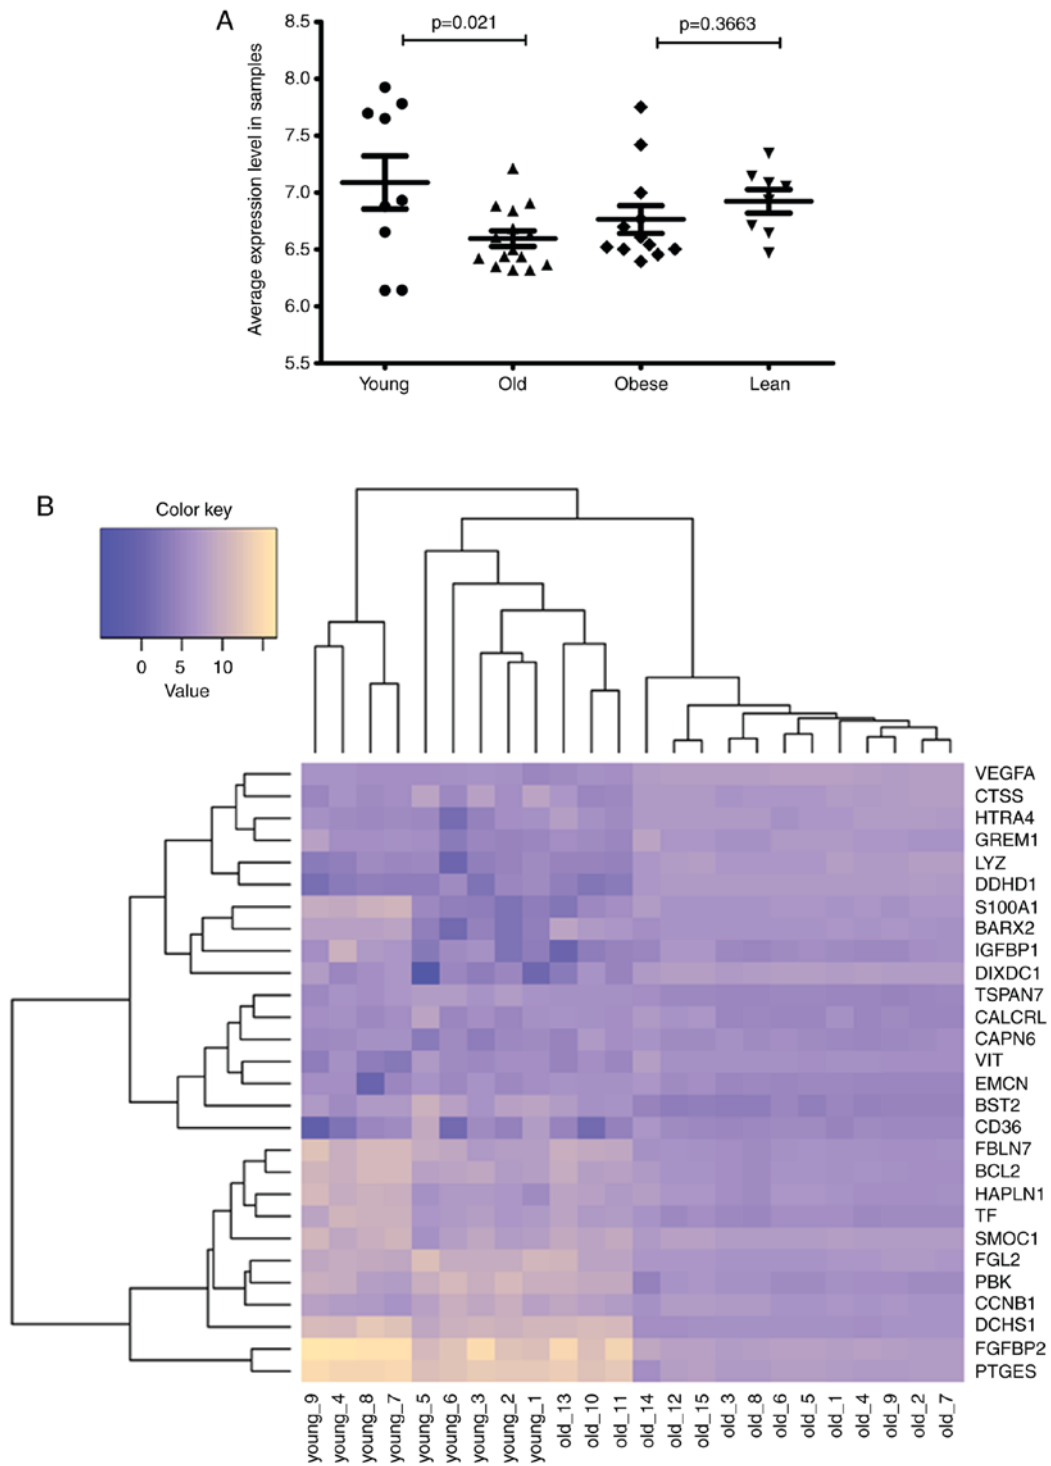 A
p=0.021
p=0.3663
8.5
8.0
7.5
7.0
6.5
6.0
5.5
Average expression level in samples
Young Old Obese Lean
B
Color key
0 5 10
Value
VEGFA
CTSS
HTRA4
GREM1
LYZ
DDHD1
S100A1
BARX2
IGFBP1
DIXDC1
TSPAN7
CALCRL
CAPN6
VIT
EMCN
BST2
CD36
FBLN7
BCL2
HAPLN1
TF
SMOC1
FGL2
PBK
CCNB1
DCHS1
FGFBP2
PTGES
young_9
young_4
young_8
young_7
young_5
young_6
young_3
young_2
young_1
old_13
old_10
old_11
old_14
old_12
old_15
old_3
old_8
old_6
old_5
old_1
old_4
old_9
old_2
old_7